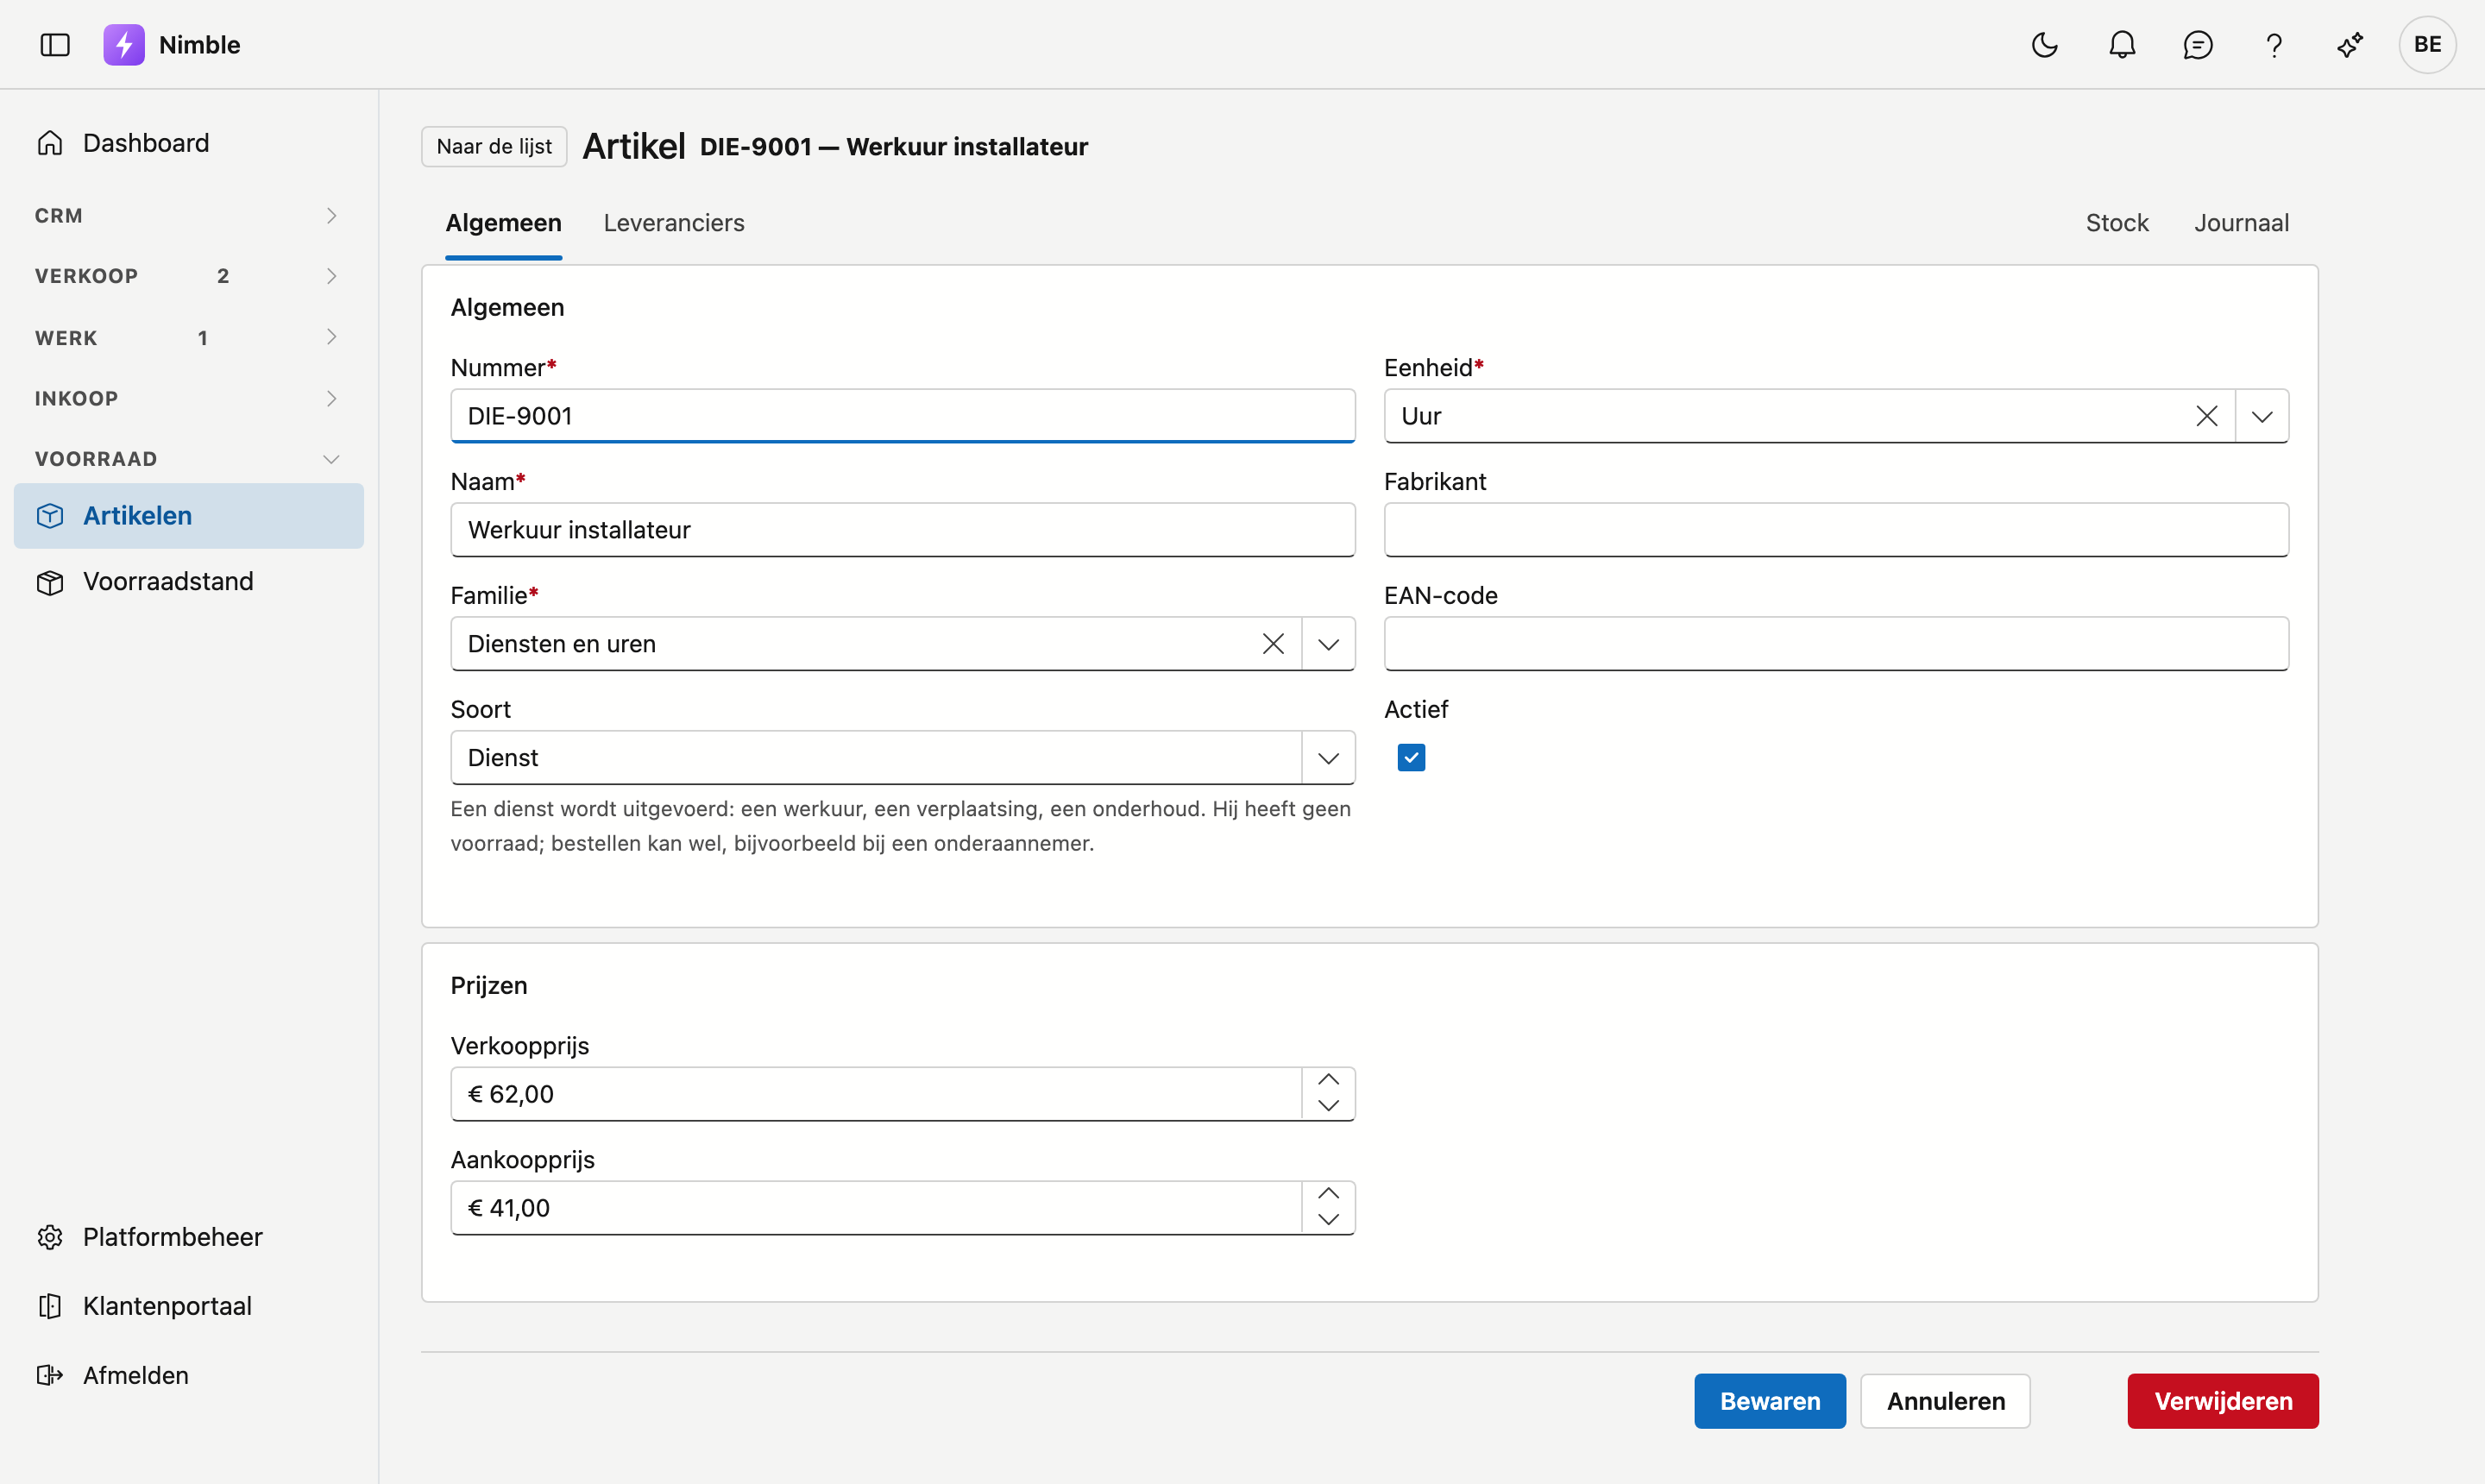 Nimble
BE
Dashboard
CRM
VERKOOP 2
WERK 1
INKOOP
VOORRAAD
Artikelen
Voorraadstand
Platformbeheer
Klantenportaal
Afmelden
Naar de lijst Artikel DIE-9001 — Werkuur installateur
Algemeen Leveranciers Stock Journaal
Algemeen
Nummer* Eenheid*
DIE-9001 Uur
Naam* Fabrikant
Werkuur installateur
Familie* EAN-code
Diensten en uren
Soort Actief
Dienst
Een dienst wordt uitgevoerd: een werkuur, een verplaatsing, een onderhoud. Hij heeft geen
voorraad; bestellen kan wel, bijvoorbeeld bij een onderaannemer.
Prijzen
Verkoopprijs
€ 62,00
Aankoopprijs
€ 41,00
Bewaren Annuleren Verwijderen